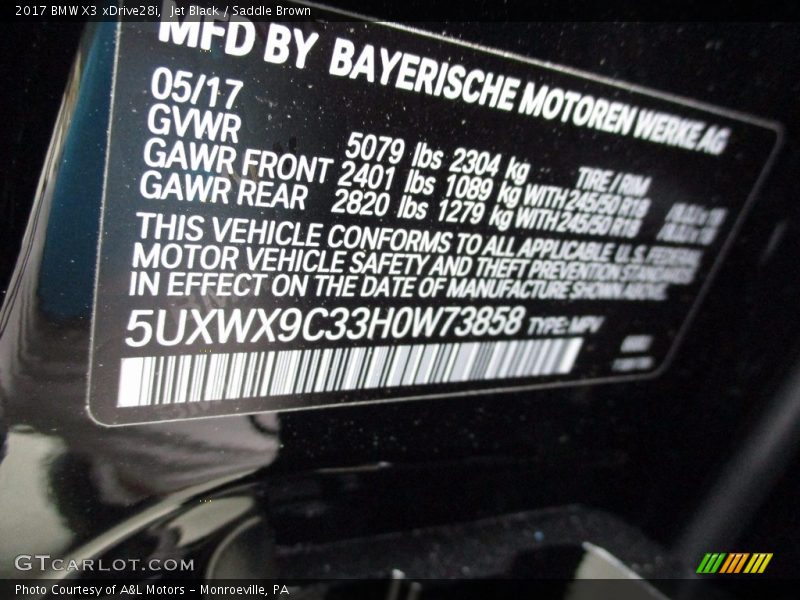 2017 BMW X3 xDrive28i, Jet Black / Saddle Brown
MFD BY BAYERISCHE MOTOREN WERKE AG
05/17
GVWR 5079 lbs 2304 kg TIRE / RIM
GAWR FRONT 2401 lbs 1089 kg WITH 245/50 R18
GAWR REAR 2820 lbs 1279 kg WITH 245/50 R18
THIS VEHICLE CONFORMS TO ALL APPLICABLE U.S. FEDERAL
MOTOR VEHICLE SAFETY AND THEFT PREVENTION STANDARDS
IN EFFECT ON THE DATE OF MANUFACTURE SHOWN ABOVE.
5UXWX9C33H0W73858 TYPE: MPV
GTCARLOT.COM
Photo Courtesy of A&L Motors - Monroeville, PA